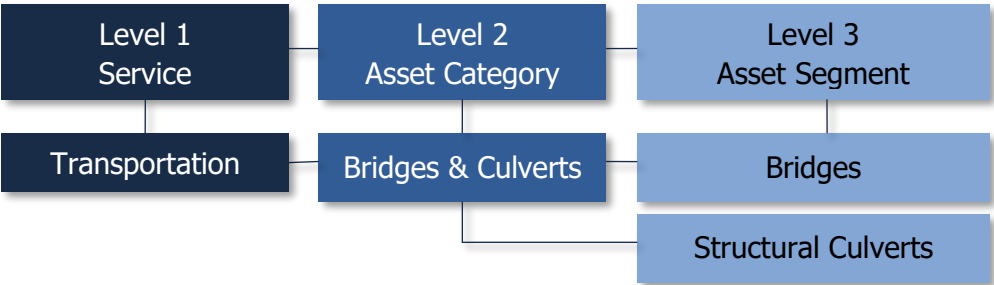 Level 1
Service
Level 2
Asset Category
Level 3
Asset Segment
Transportation
Bridges & Culverts
Bridges
Structural Culverts